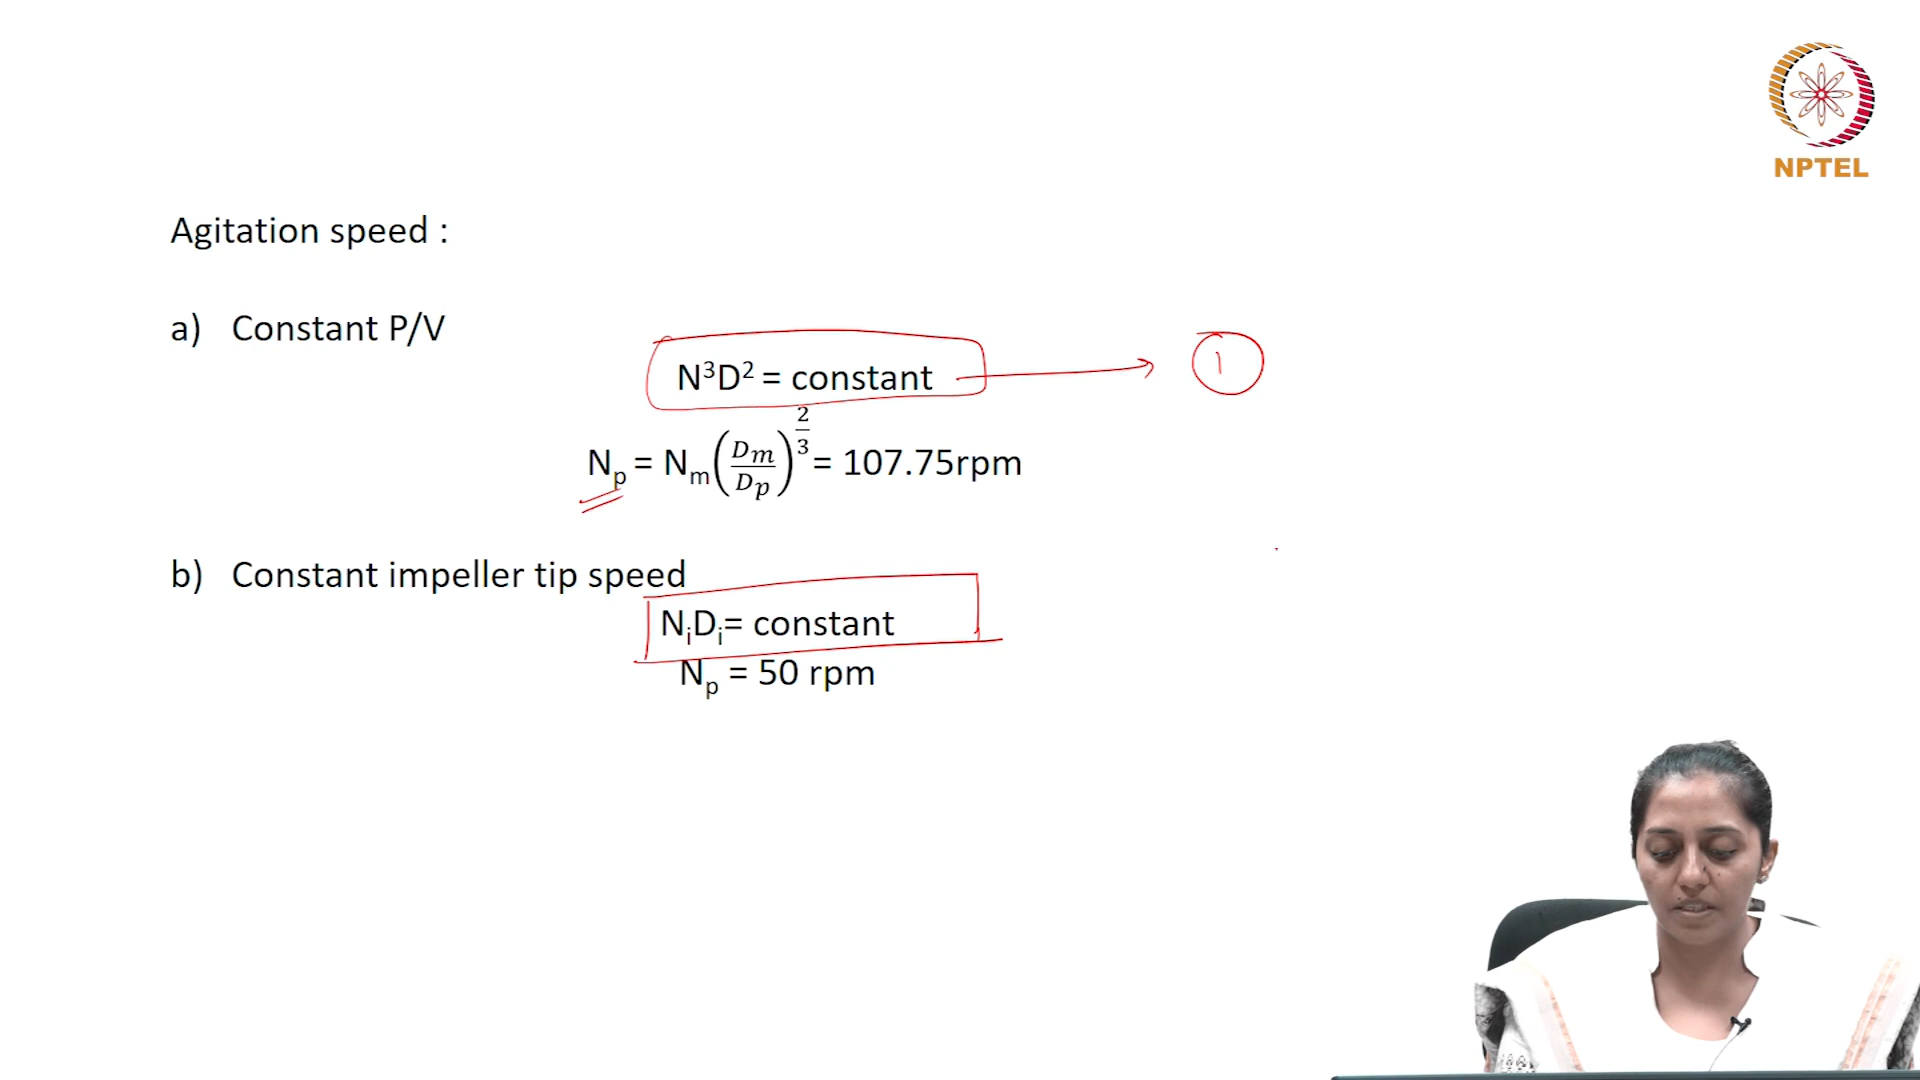 NPTEL
Agitation speed :
a) Constant P/V
N³D² = constant
1
Nₚ = Nₘ(Dₘ/Dₚ)^(2/3) = 107.75rpm
b) Constant impeller tip speed
NᵢDᵢ= constant
Nₚ = 50 rpm